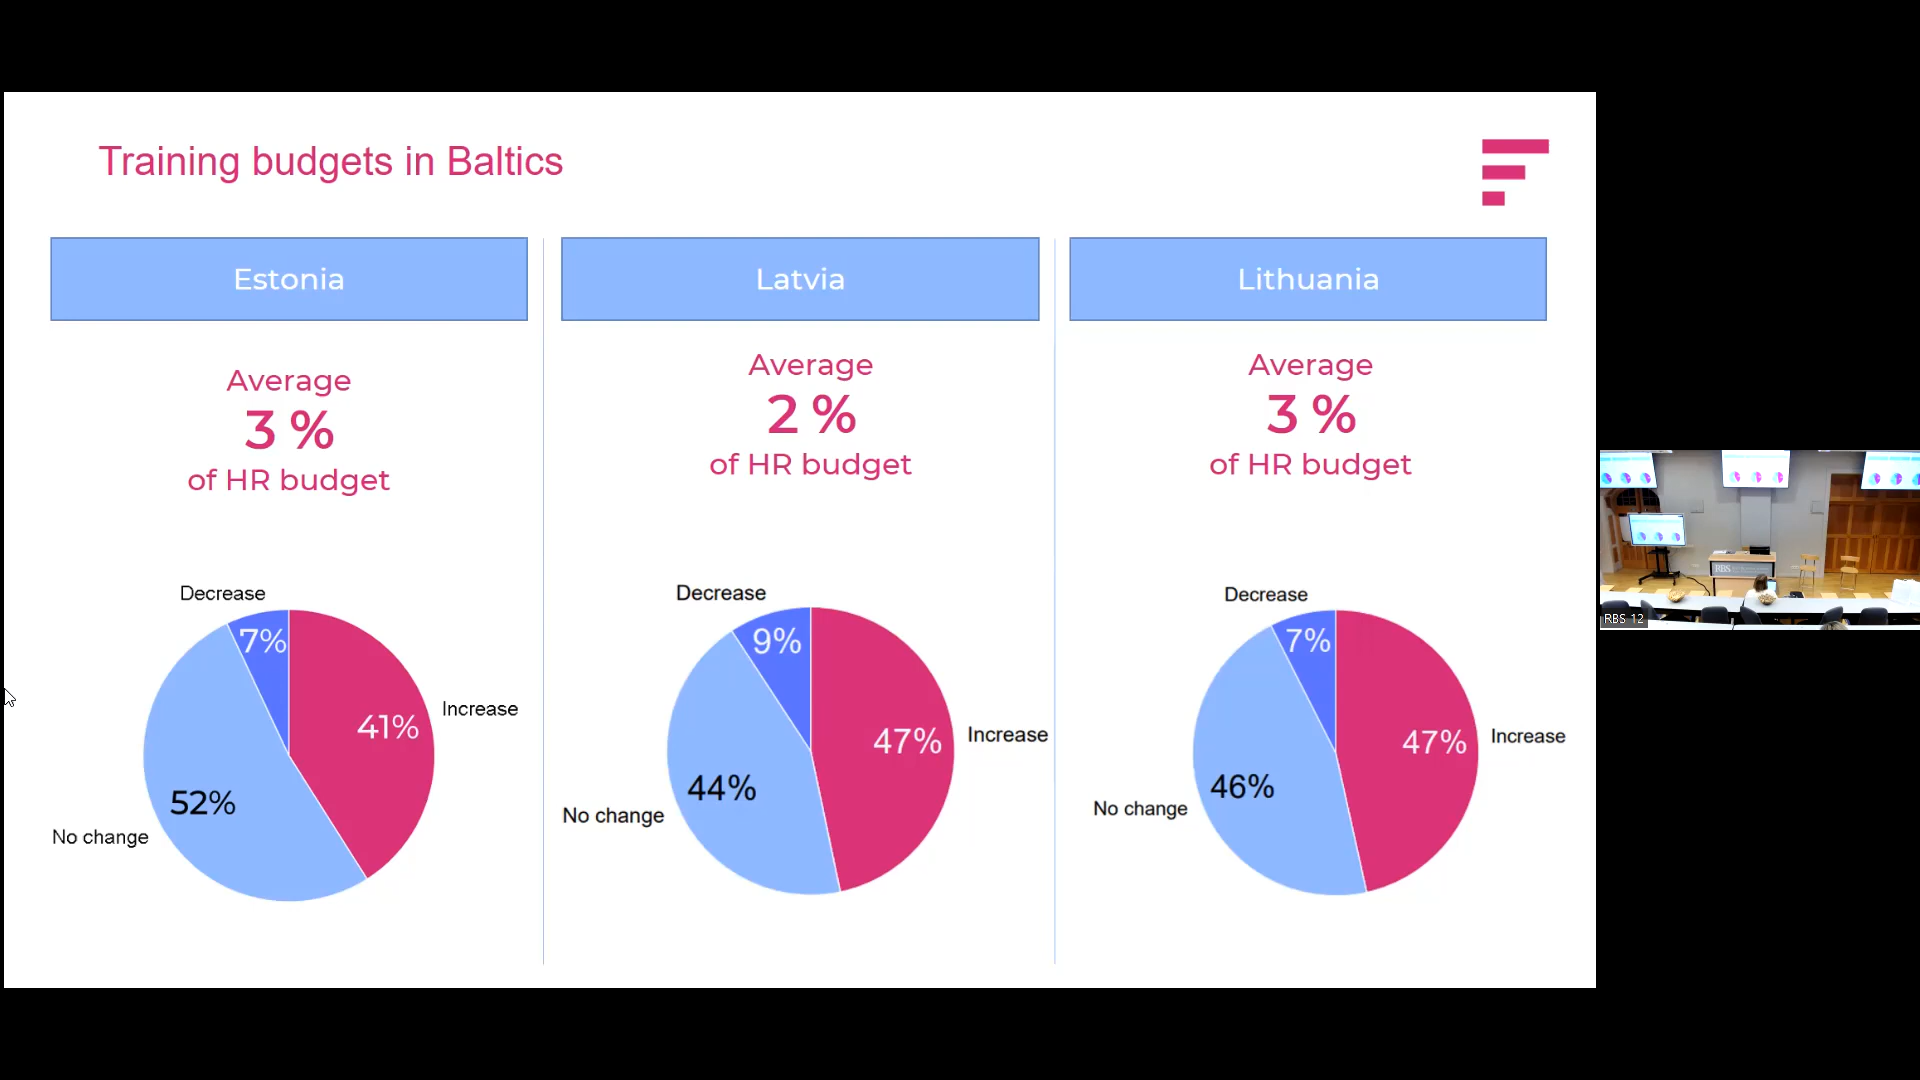 Training budgets in Baltics
Estonia
Average
3 %
of HR budget
Decrease
7%
41%
Increase
52%
No change
Latvia
Average
2 %
of HR budget
Decrease
9%
47%
Increase
44%
No change
Lithuania
Average
3 %
of HR budget
Decrease
7%
47%
Increase
46%
No change
RBS
RBS 12